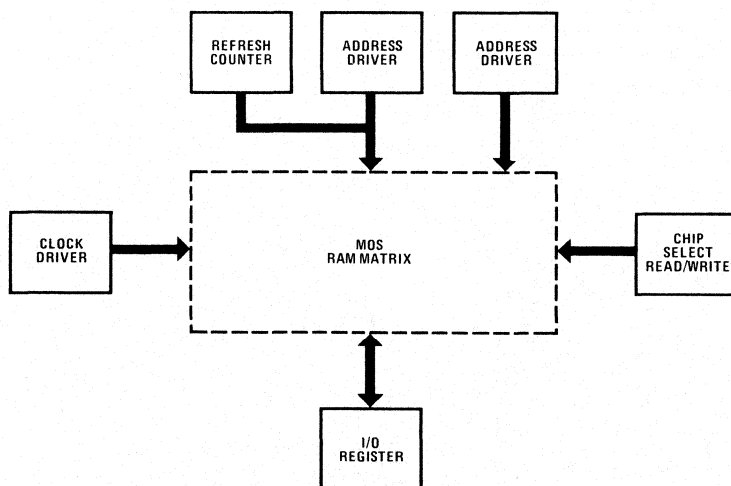 REFRESH
COUNTER
ADDRESS
DRIVER
ADDRESS
DRIVER
CLOCK
DRIVER
MOS
RAM MATRIX
CHIP
SELECT
READ/WRITE
I/O
REGISTER